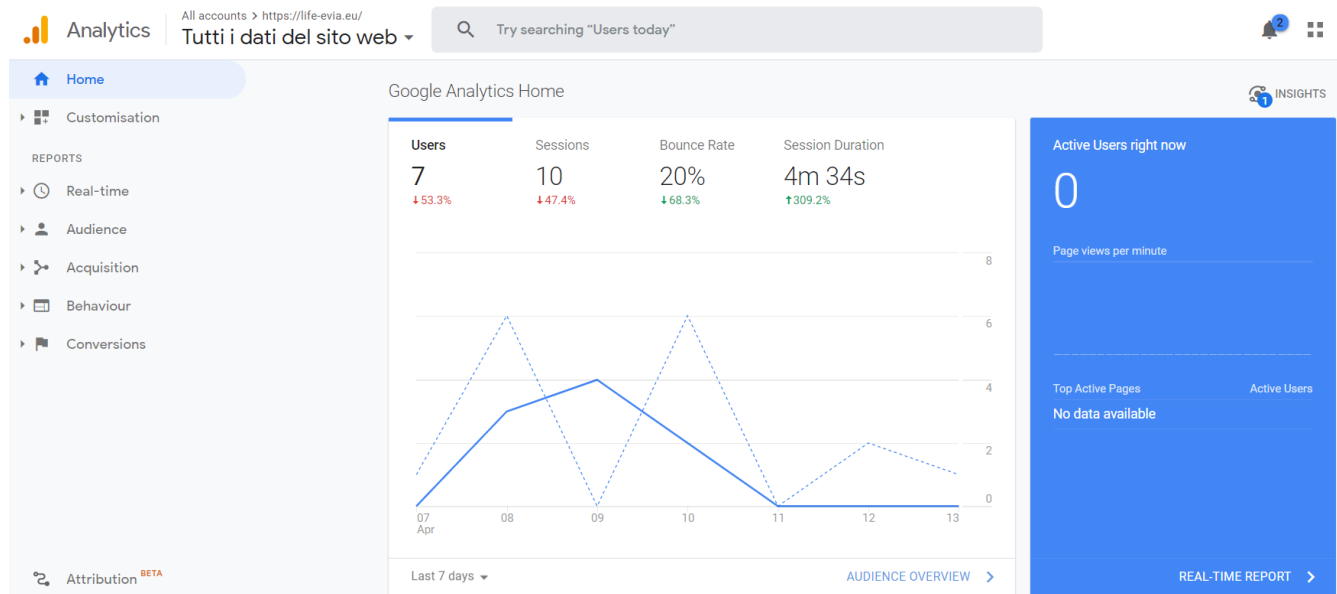 All accounts > https://life-evia.eu/
Analytics
Tutti i dati del sito web
Try searching “Users today”
2
Home
Customisation
REPORTS
Real-time
Audience
Acquisition
Behaviour
Conversions
Attribution BETA
Google Analytics Home
1 INSIGHTS
Users Sessions Bounce Rate Session Duration
7 10 20% 4m 34s
↓53.3% ↓47.4% ↓68.3% ↑309.2%
8
6
4
2
0
07 08 09 10 11 12 13
Apr
Last 7 days
AUDIENCE OVERVIEW
Active Users right now
0
Page views per minute
Top Active Pages Active Users
No data available
REAL-TIME REPORT